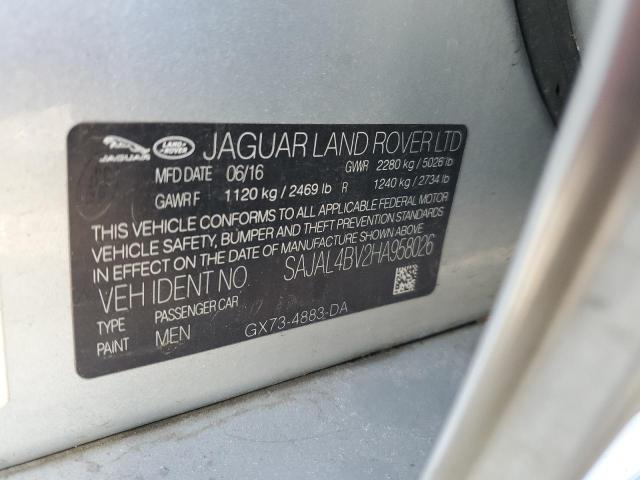 JAGUAR LAND-ROVER JAGUAR LAND ROVER LTD
MFD DATE 06/16 GWR 2280 kg / 5026 lb
GAWR F 1120 kg / 2469 lb R 1240 kg / 2734 lb
THIS VEHICLE CONFORMS TO ALL APPLICABLE FEDERAL MOTOR
VEHICLE SAFETY, BUMPER AND THEFT PREVENTION STANDARDS
IN EFFECT ON THE DATE OF MANUFACTURE SHOWN ABOVE.
VEH IDENT NO SAJAL4BV2HA958026
TYPE PASSENGER CAR
PAINT MEN GX73-4883-DA